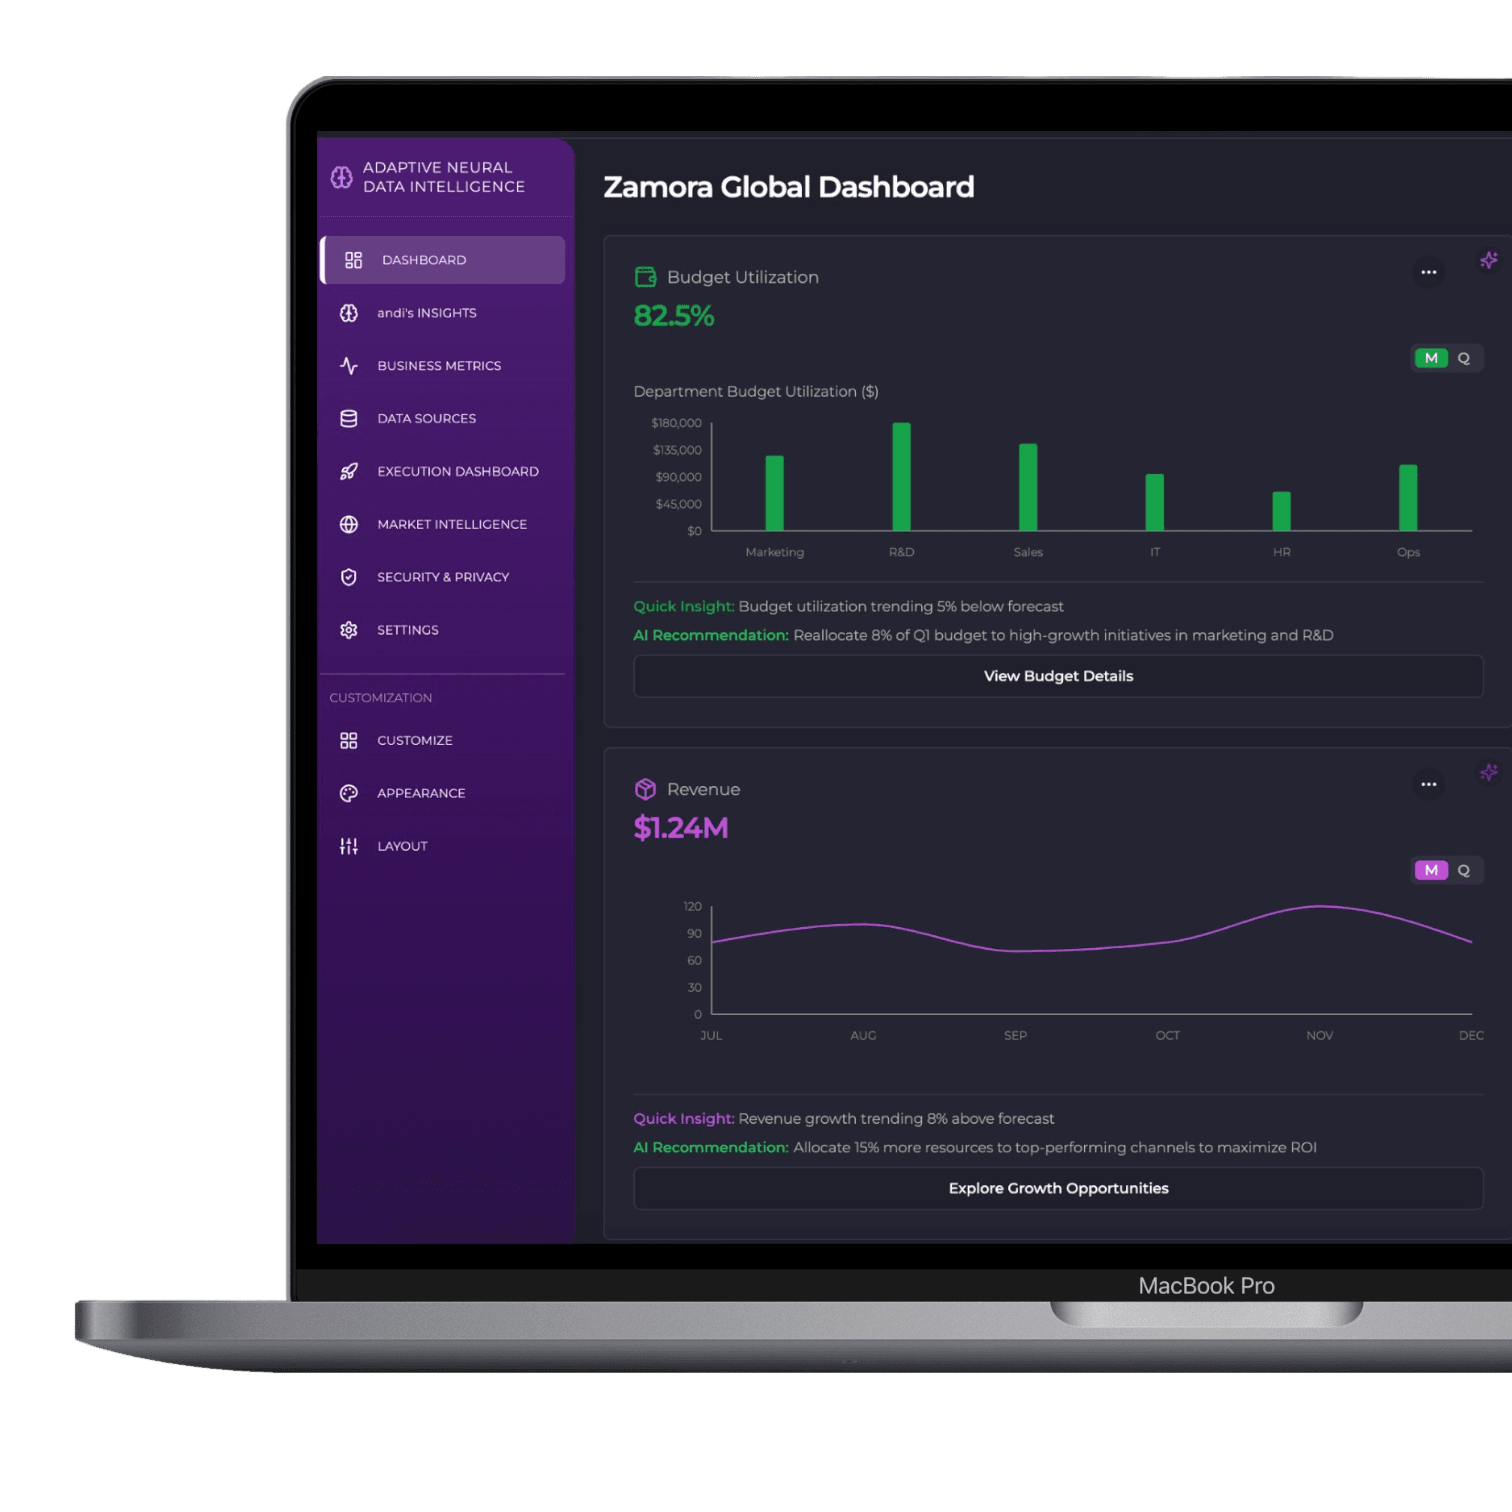 ADAPTIVE NEURAL
DATA INTELLIGENCE
DASHBOARD
andi's INSIGHTS
BUSINESS METRICS
DATA SOURCES
EXECUTION DASHBOARD
MARKET INTELLIGENCE
SECURITY & PRIVACY
SETTINGS
CUSTOMIZATION
CUSTOMIZE
APPEARANCE
LAYOUT
Zamora Global Dashboard
Budget Utilization
82.5%
M Q
Department Budget Utilization ($)
$180,000
$135,000
$90,000
$45,000
$0
Marketing R&D Sales IT HR Ops
Quick Insight: Budget utilization trending 5% below forecast
AI Recommendation: Reallocate 8% of Q1 budget to high-growth initiatives in marketing and R&D
View Budget Details
Revenue
$1.24M
M Q
120
90
60
30
0
JUL AUG SEP OCT NOV DEC
Quick Insight: Revenue growth trending 8% above forecast
AI Recommendation: Allocate 15% more resources to top-performing channels to maximize ROI
Explore Growth Opportunities
MacBook Pro